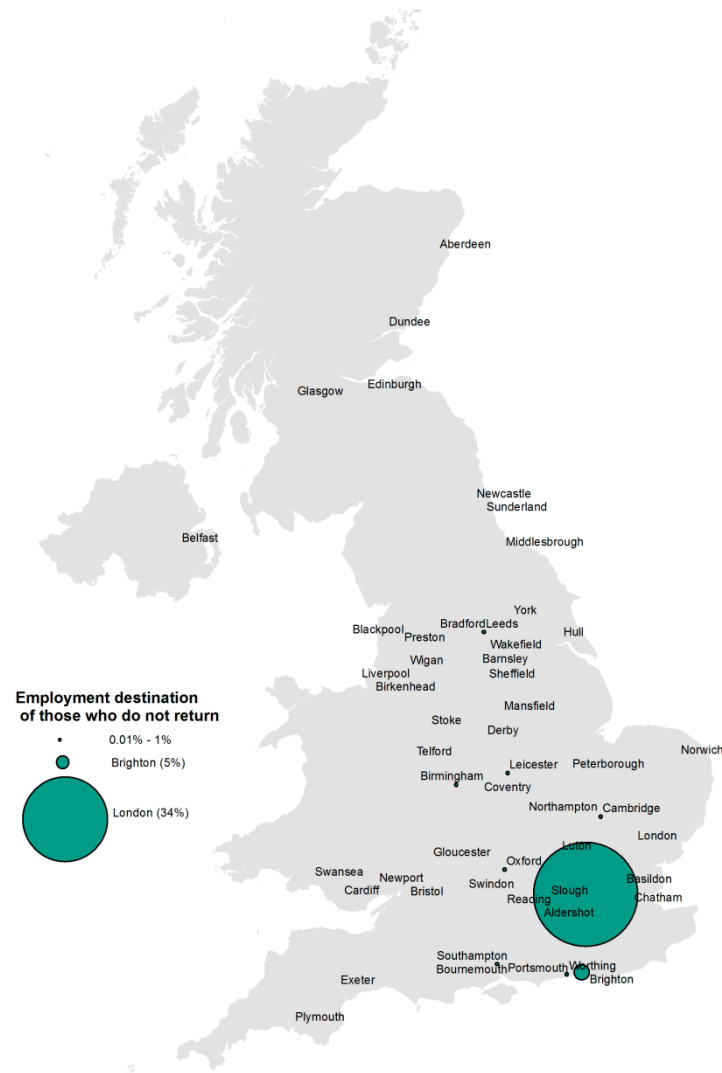 Aberdeen
Dundee
Edinburgh
Glasgow
Newcastle
Sunderland
Belfast
Middlesbrough
York
Bradford
Leeds
Hull
Blackpool
Preston
Wakefield
Wigan
Barnsley
Liverpool
Sheffield
Birkenhead
Employment destination
of those who do not return
0.01% - 1%
Brighton (5%)
London (34%)
Mansfield
Stoke
Derby
Telford
Norwich
Leicester
Peterborough
Birmingham
Coventry
Northampton
Cambridge
London
Luton
Gloucester
Oxford
Swansea
Newport
Swindon
Basildon
Cardiff
Bristol
Slough
Reading
Chatham
Aldershot
Southampton
Bournemouth
Portsmouth
Worthing
Brighton
Exeter
Plymouth